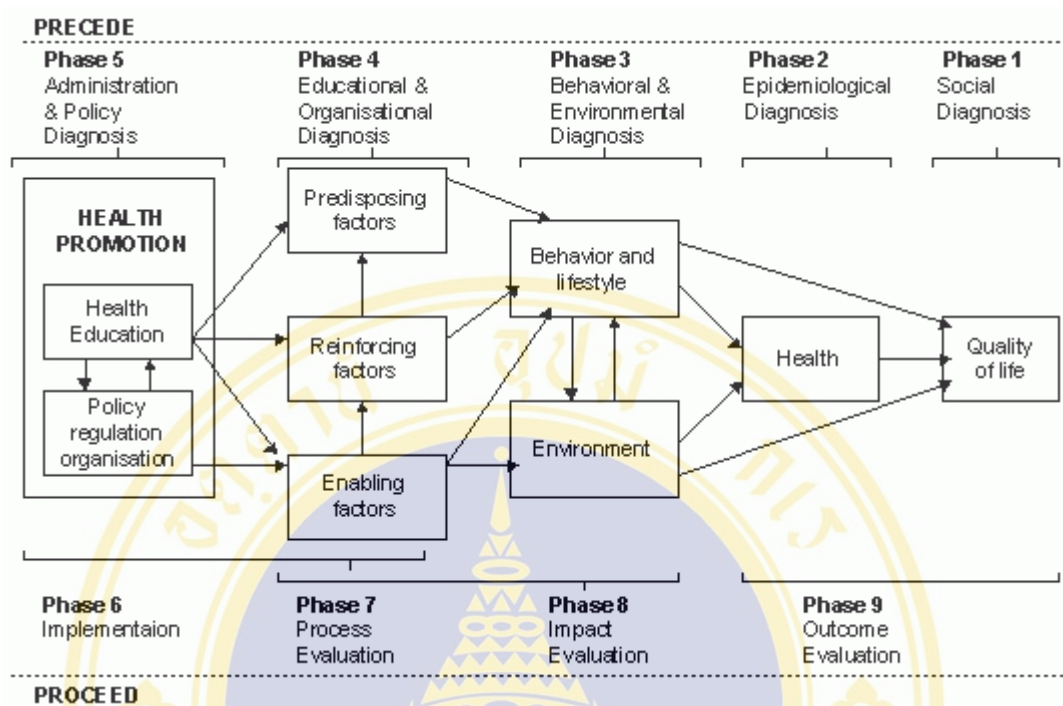 PRECEDE
Phase 5
Administration
& Policy
Diagnosis
Phase 4
Educational &
Organisational
Diagnosis
Phase 3
Behavioral &
Environmental
Diagnosis
Phase 2
Epidemiological
Diagnosis
Phase 1
Social
Diagnosis
HEALTH
PROMOTION
Health
Education
Policy
regulation
organisation
Predisposing
factors
Reinforcing
factors
Enabling
factors
Behavior and
lifestyle
Environment
Health
Quality
of life
Phase 6
Implementaion
Phase 7
Process
Evaluation
Phase 8
Impact
Evaluation
Phase 9
Outcome
Evaluation
PROCEED